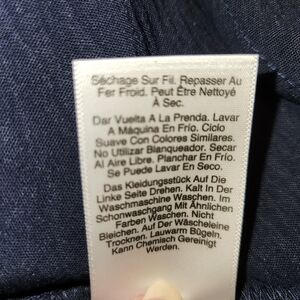 Séchage Sur Fil. Repasser Au
Fer Froid. Peut Être Nettoyé
À Sec.
Dar Vuelta A La Prenda. Lavar
A Máquina En Frío. Ciclo
Suave Con Colores Similares.
No Utilizar Blanqueador. Secar
Al Aire Libre. Planchar En Frío.
Se Puede Lavar En Seco.
Das Kleidungsstück Auf Die
Linke Seite Drehen. Kalt In Der
Waschmaschine Waschen. Im
Schonwaschgang Mit Ähnlichen
Farben Waschen. Nicht
Bleichen. Auf Der Wäscheleine
Trocknen. Lauwarm Bügeln.
Kann Chemisch Gereinigt
Werden.